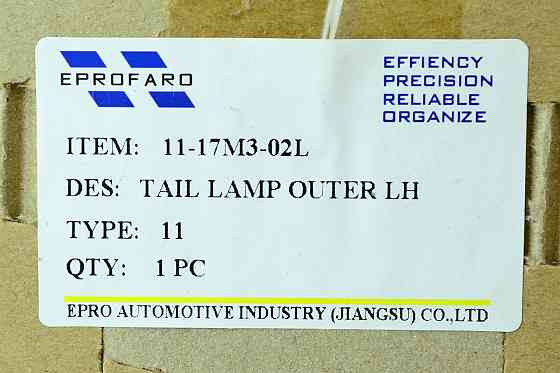 EPROFARO
EFFIENCY
PRECISION
RELIABLE
ORGANIZE
ITEM: 11-17M3-02L
DES: TAIL LAMP OUTER LH
TYPE: 11
QTY: 1 PC
EPRO AUTOMOTIVE INDUSTRY (JIANGSU) CO.,LTD